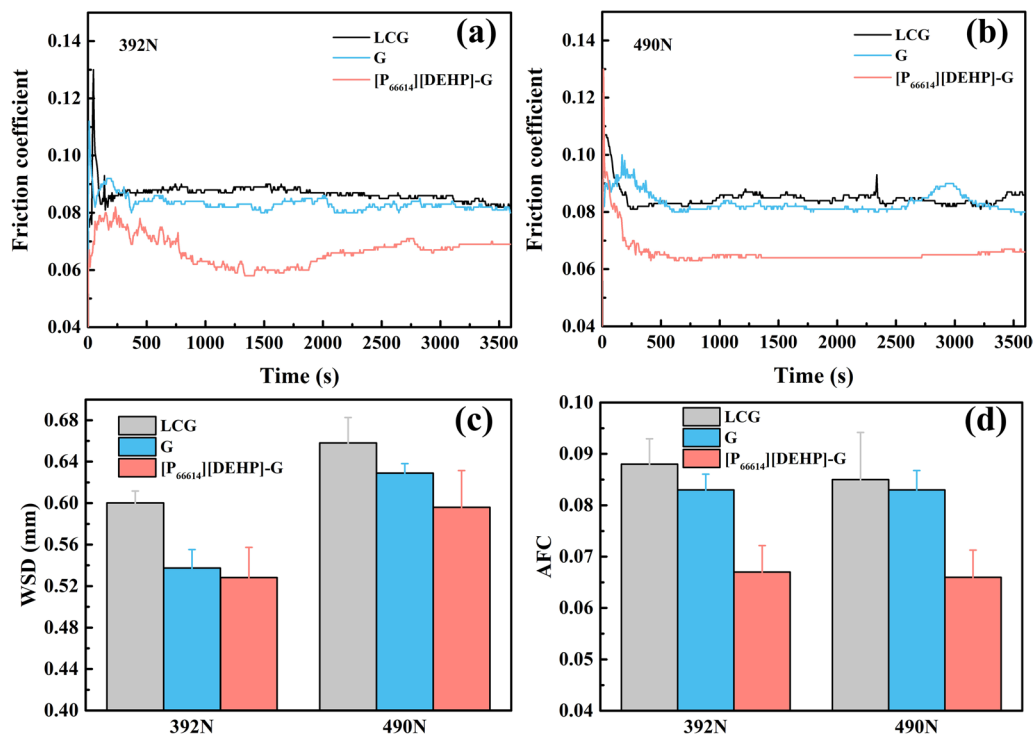 (a)
392N
LCG
G
[P66614][DEHP]-G
Friction coefficient
0.14
0.12
0.10
0.08
0.06
0.04
0 500 1000 1500 2000 2500 3000 3500
Time (s)
(b)
490N
LCG
G
[P66614][DEHP]-G
Friction coefficient
0.14
0.12
0.10
0.08
0.06
0.04
0 500 1000 1500 2000 2500 3000 3500
Time (s)
(c)
LCG
G
[P66614][DEHP]-G
WSD (mm)
0.68
0.64
0.60
0.56
0.52
0.48
0.44
0.40
392N 490N
(d)
LCG
G
[P66614][DEHP]-G
AFC
0.10
0.09
0.08
0.07
0.06
0.05
0.04
392N 490N